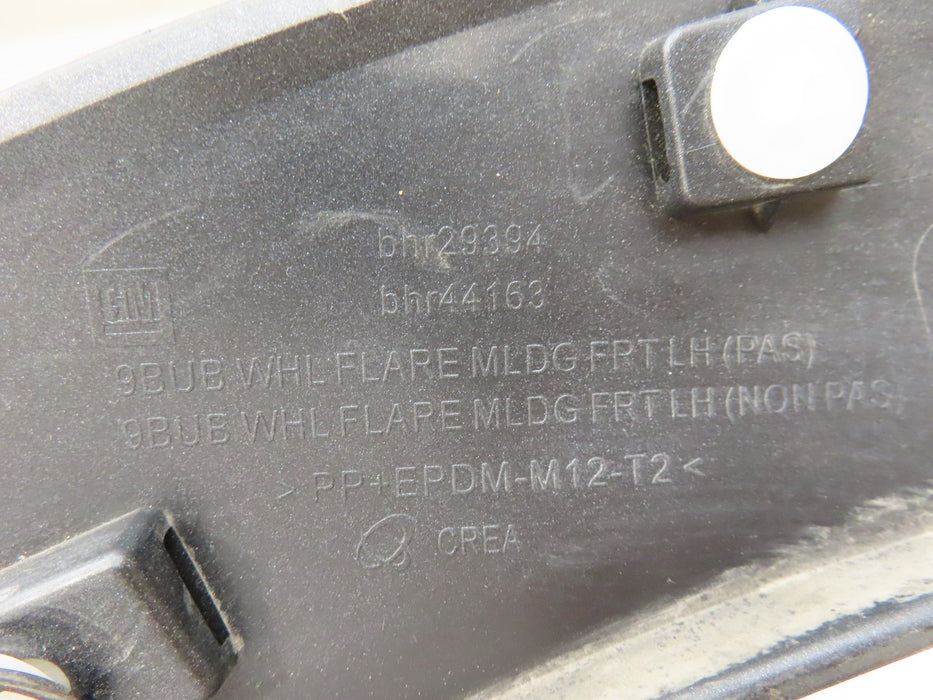 bhr29394
bhr44163
GM
9BUB WHL FLARE MLDG FRT LH (PAS)
9BUB WHL FLARE MLDG FRT LH (NON PAS)
> PP+EPDM-M12-T2 <
CREA